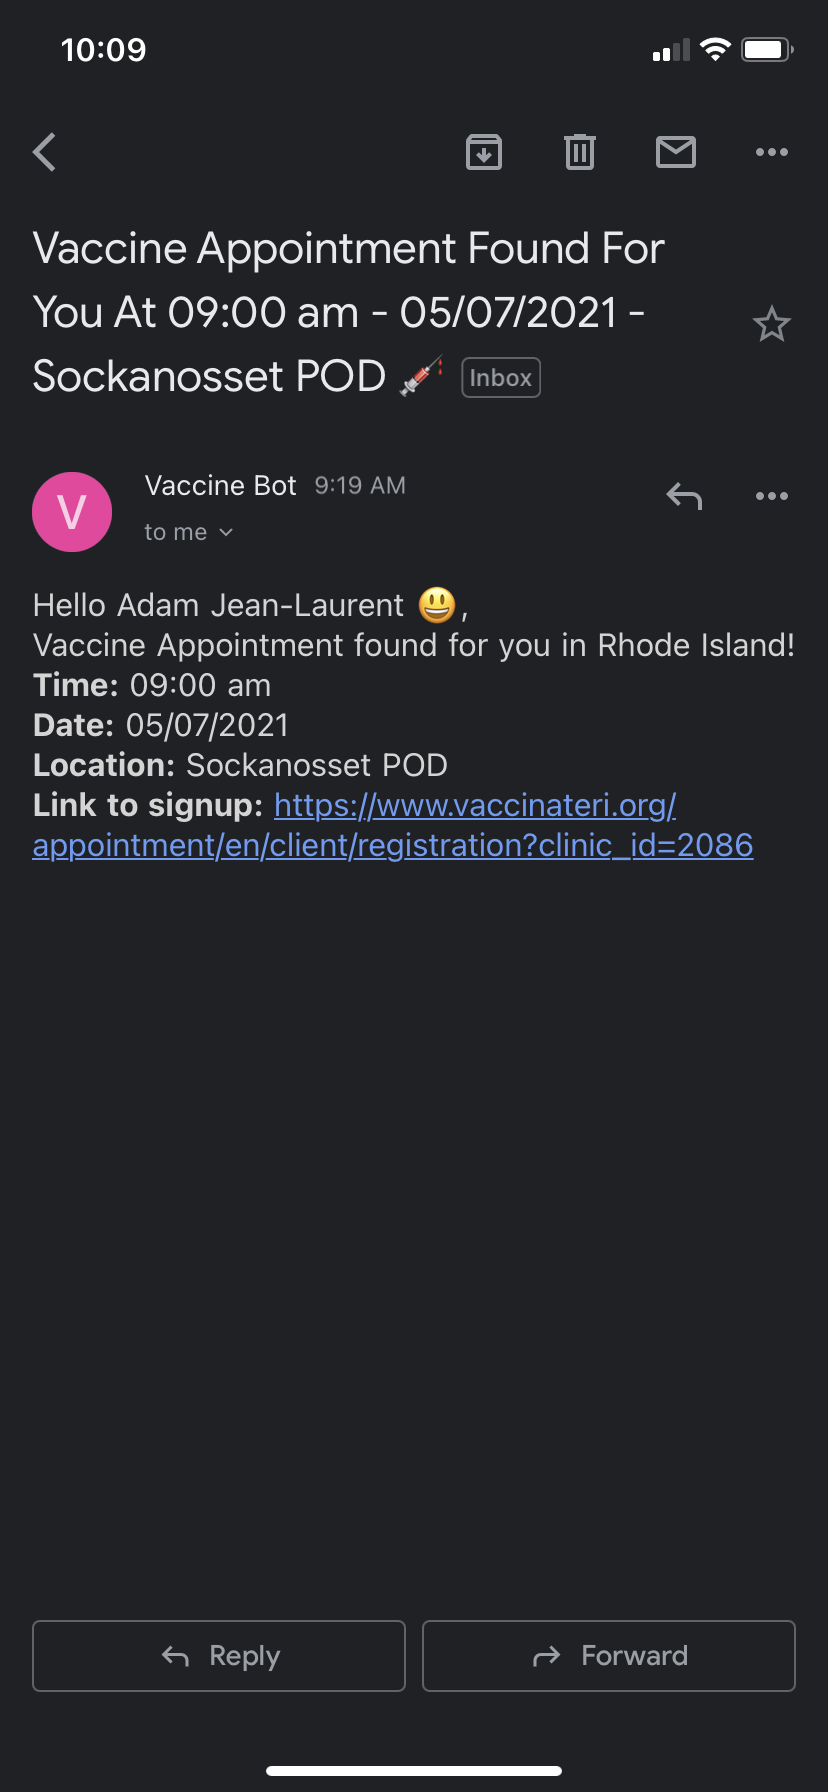 10:09
Vaccine Appointment Found For
You At 09:00 am - 05/07/2021 -
Sockanosset POD 💉 Inbox
V
Vaccine Bot 9:19 AM
to me
Hello Adam Jean-Laurent 😃,
Vaccine Appointment found for you in Rhode Island!
Time: 09:00 am
Date: 05/07/2021
Location: Sockanosset POD
Link to signup: https://www.vaccinateri.org/
appointment/en/client/registration?clinic_id=2086
Reply Forward